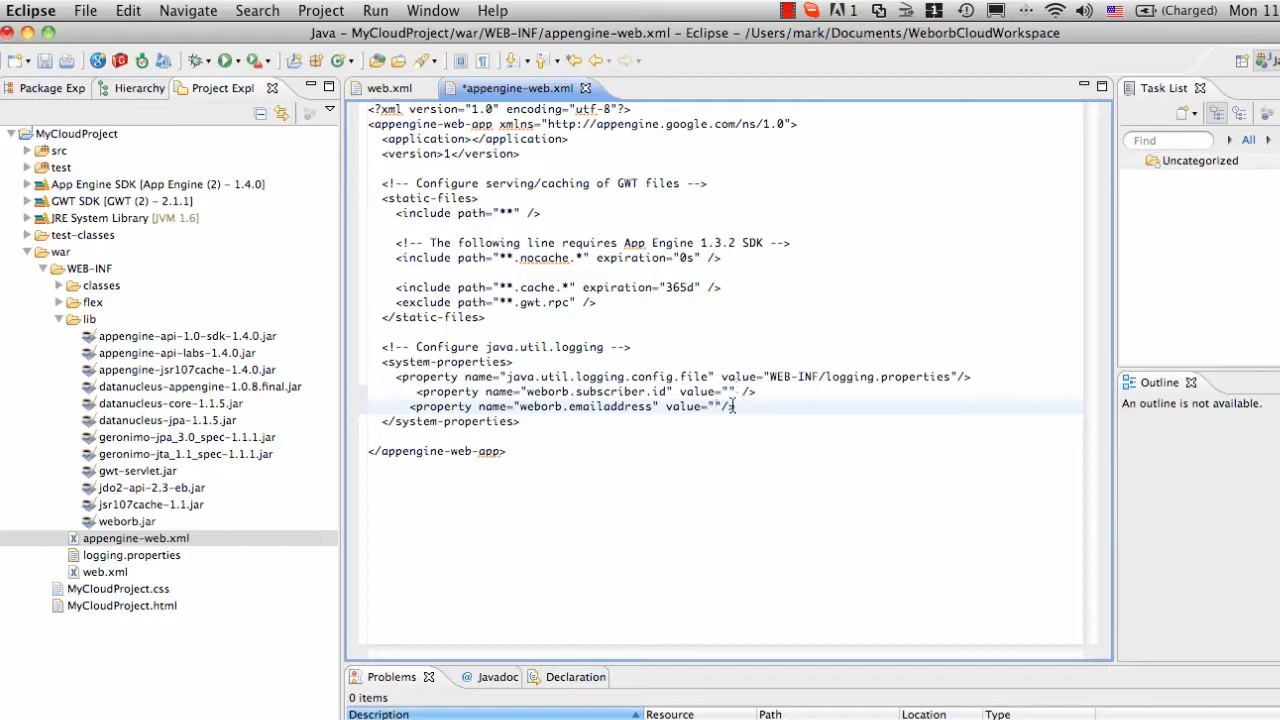 Eclipse File Edit Navigate Search Project Run Window Help 1 1 (Charged) Mon 11
Java – MyCloudProject/war/WEB-INF/appengine-web.xml – Eclipse – /Users/mark/Documents/WeborbCloudWorkspace
Package Exp Hierarchy Project Expl
web.xml *appengine-web.xml
Task List
Find All
Uncategorized
MyCloudProject
src
test
App Engine SDK [App Engine (2) – 1.4.0]
GWT SDK [GWT (2) – 2.1.1]
JRE System Library [JVM 1.6]
test-classes
war
WEB-INF
classes
flex
lib
appengine-api-1.0-sdk-1.4.0.jar
appengine-api-labs-1.4.0.jar
appengine-jsr107cache-1.4.0.jar
datanucleus-appengine-1.0.8.final.jar
datanucleus-core-1.1.5.jar
datanucleus-jpa-1.1.5.jar
geronimo-jpa_3.0_spec-1.1.1.jar
geronimo-jta_1.1_spec-1.1.1.jar
gwt-servlet.jar
jdo2-api-2.3-eb.jar
jsr107cache-1.1.jar
weborb.jar
appengine-web.xml
logging.properties
web.xml
MyCloudProject.css
MyCloudProject.html
<?xml version="1.0" encoding="utf-8"?>
<appengine-web-app xmlns="http://appengine.google.com/ns/1.0">
<application></application>
<version>1</version>
<!-- Configure serving/caching of GWT files -->
<static-files>
<include path="**" />
<!-- The following line requires App Engine 1.3.2 SDK -->
<include path="**.nocache.*" expiration="0s" />
<include path="**.cache.*" expiration="365d" />
<exclude path="**.gwt.rpc" />
</static-files>
<!-- Configure java.util.logging -->
<system-properties>
<property name="java.util.logging.config.file" value="WEB-INF/logging.properties"/>
<property name="weborb.subscriber.id" value="" />
<property name="weborb.emailaddress" value=""/>
</system-properties>
</appengine-web-app>
Outline
An outline is not available.
Problems @ Javadoc Declaration
0 items
Description Resource Path Location Type